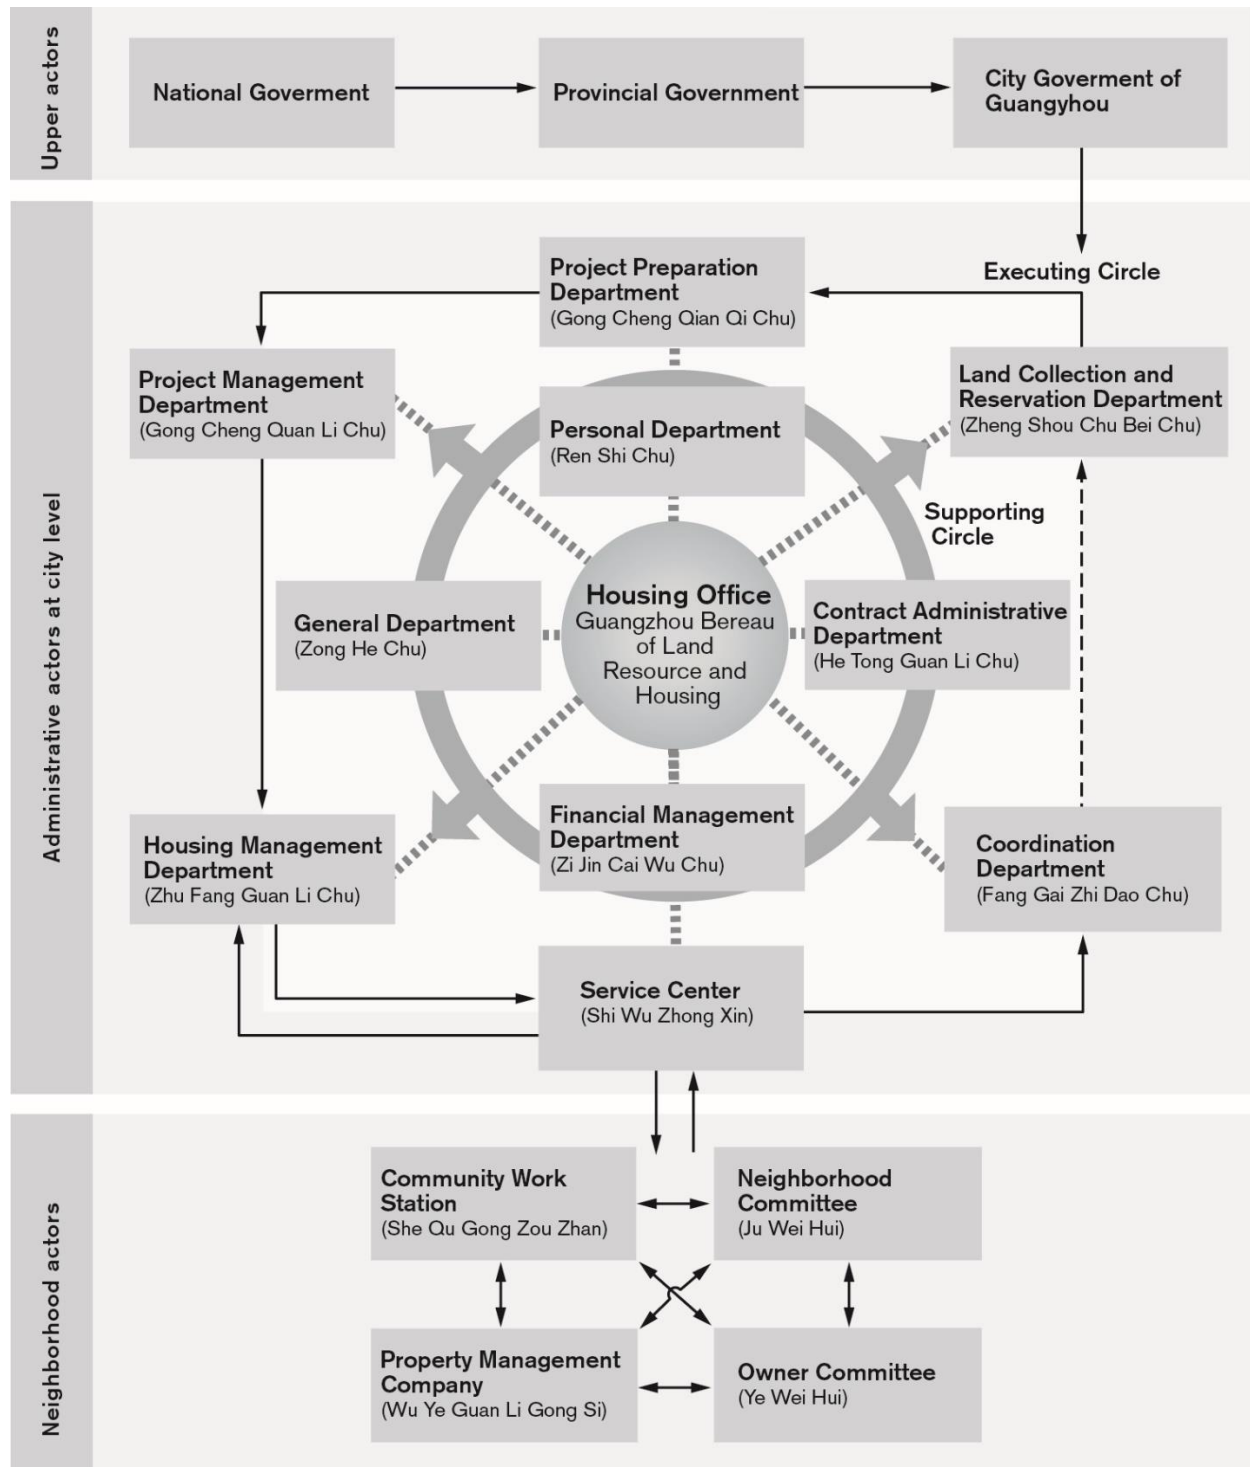 Upper actors
National Goverment
Provincial Government
City Goverment of
Guangyhou
Administrative actors at city level
Executing Circle
Project Preparation
Department
(Gong Cheng Qian Qi Chu)
Project Management
Department
(Gong Cheng Quan Li Chu)
Land Collection and
Reservation Department
(Zheng Shou Chu Bei Chu)
Personal Department
(Ren Shi Chu)
Supporting
Circle
General Department
(Zong He Chu)
Housing Office
Guangzhou Bereau
of Land
Resource and
Housing
Contract Administrative
Department
(He Tong Guan Li Chu)
Housing Management
Department
(Zhu Fang Guan Li Chu)
Financial Management
Department
(Zi Jin Cai Wu Chu)
Coordination
Department
(Fang Gai Zhi Dao Chu)
Service Center
(Shi Wu Zhong Xin)
Neighborhood actors
Community Work
Station
(She Qu Gong Zou Zhan)
Neighborhood
Committee
(Ju Wei Hui)
Property Management
Company
(Wu Ye Guan Li Gong Si)
Owner Committee
(Ye Wei Hui)